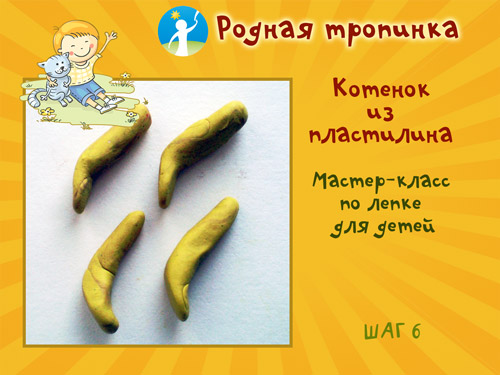 Родная тропинка
Котенок
из
пластилина
Мастер-класс
по лепке
для детей
ШАГ 6